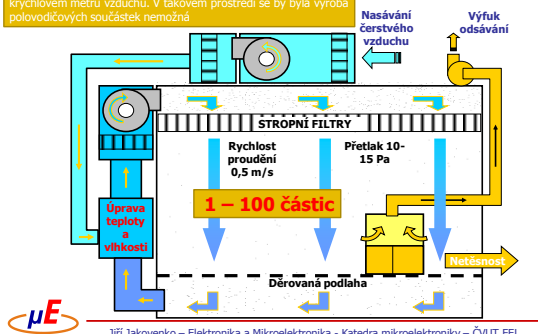 krychlovém metru vzduchu. V takovém prostředí se by byla výroba
polovodičových součástek nemožná
Nasávání
čerstvého
vzduchu
Výfuk
odsávání
STROPNÍ FILTRY
Rychlost
proudění
0,5 m/s
Přetlak 10-
15 Pa
1 – 100 částic
Úprava
teploty
a
vlhkosti
Netěsnost
Děrovaná podlaha
µE
Jiří Jakovenko – Elektronika a Mikroelektronika - Katedra mikroelektroniky – ČVUT FEL